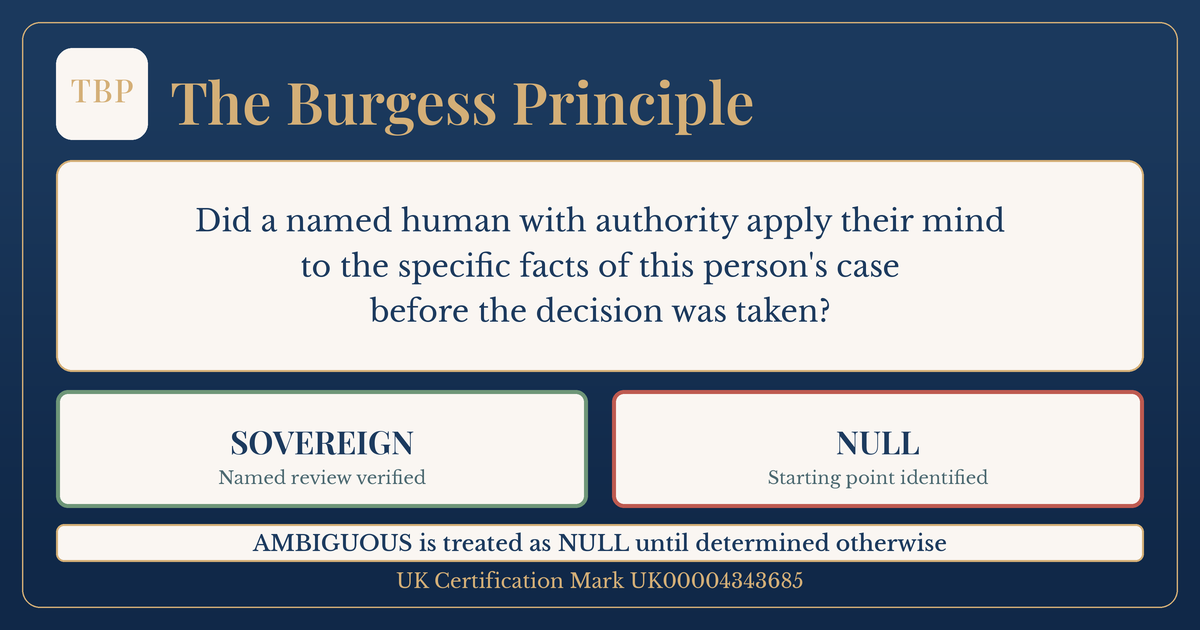 TBP
The Burgess Principle
Did a named human with authority apply their mind
to the specific facts of this person's case
before the decision was taken?
SOVEREIGN
Named review verified
NULL
Starting point identified
AMBIGUOUS is treated as NULL until determined otherwise
UK Certification Mark UK00004343685